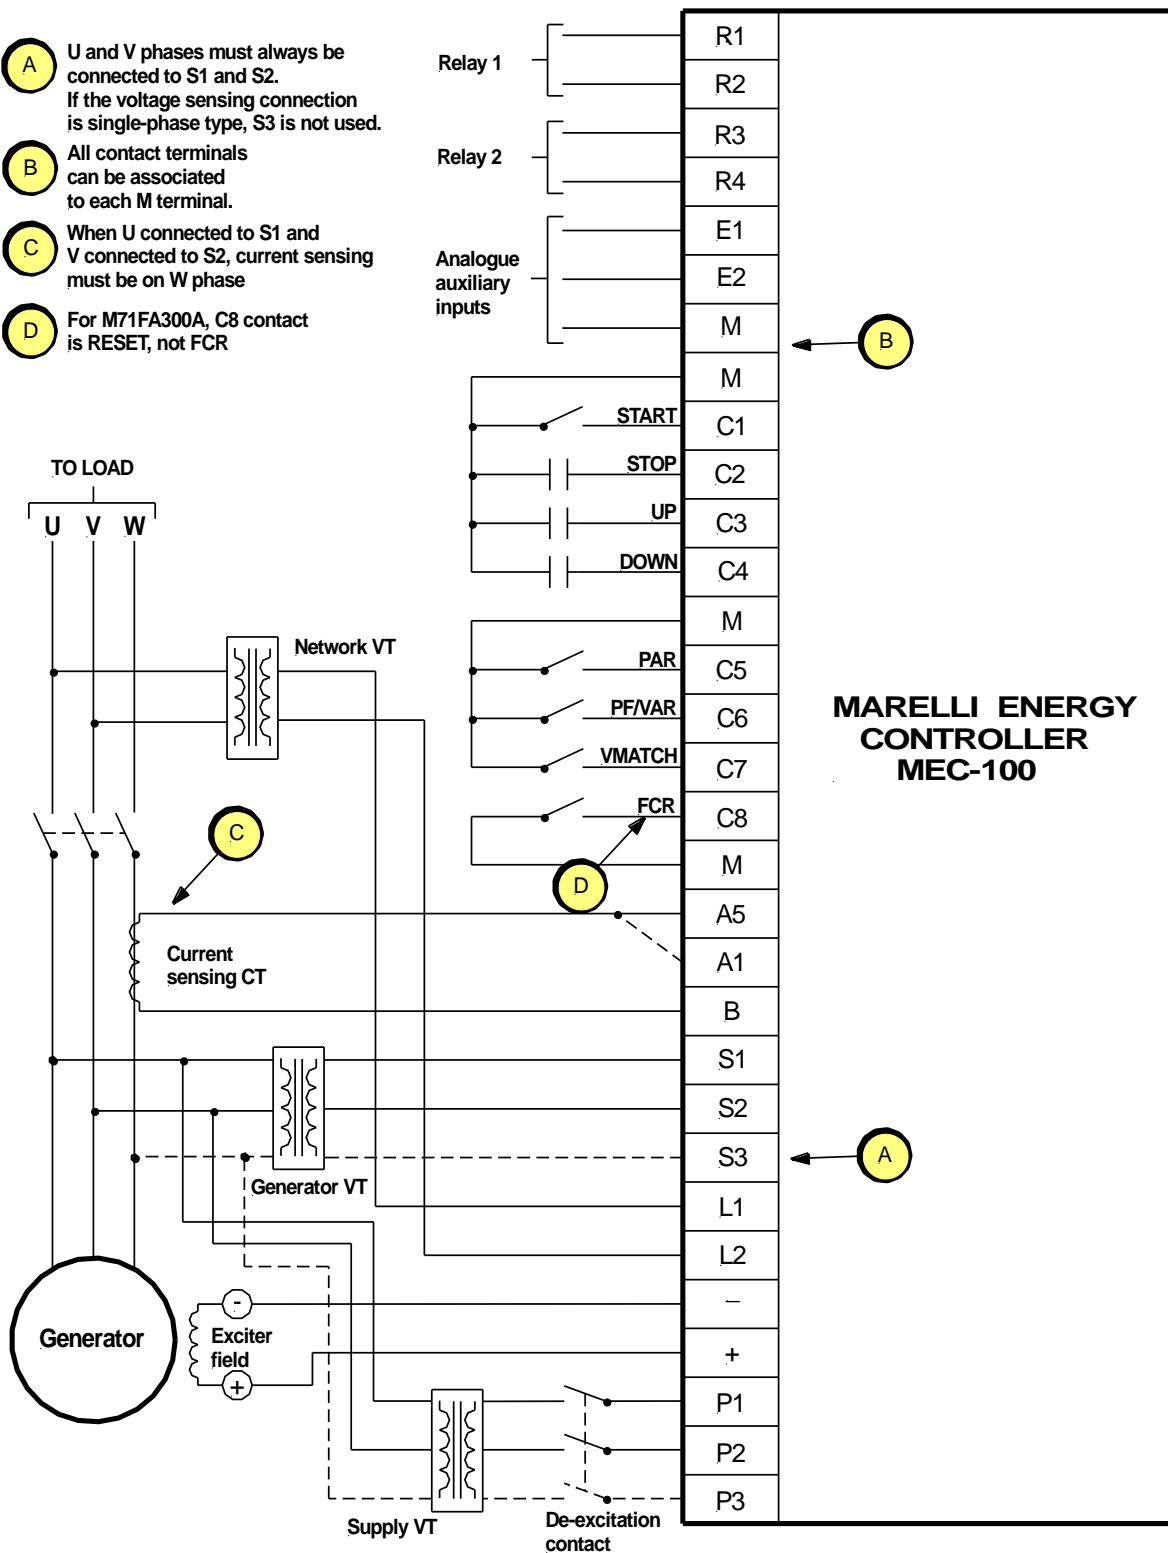 A
U and V phases must always be
connected to S1 and S2.
If the voltage sensing connection
is single-phase type, S3 is not used.
B
All contact terminals
can be associated
to each M terminal.
C
When U connected to S1 and
V connected to S2, current sensing
must be on W phase
D
For M71FA300A, C8 contact
is RESET, not FCR
Relay 1
Relay 2
Analogue
auxiliary
inputs
START
STOP
UP
DOWN
PAR
PF/VAR
VMATCH
FCR
D
R1
R2
R3
R4
E1
E2
M
M
C1
C2
C3
C4
M
C5
C6
C7
C8
M
A5
A1
B
S1
S2
S3
L1
L2
–
+
P1
P2
P3
B
MARELLI ENERGY
CONTROLLER
MEC-100
A
TO LOAD
U V W
Network VT
C
Current
sensing CT
Generator VT
Generator
-
Exciter
field
+
Supply VT
De-excitation
contact